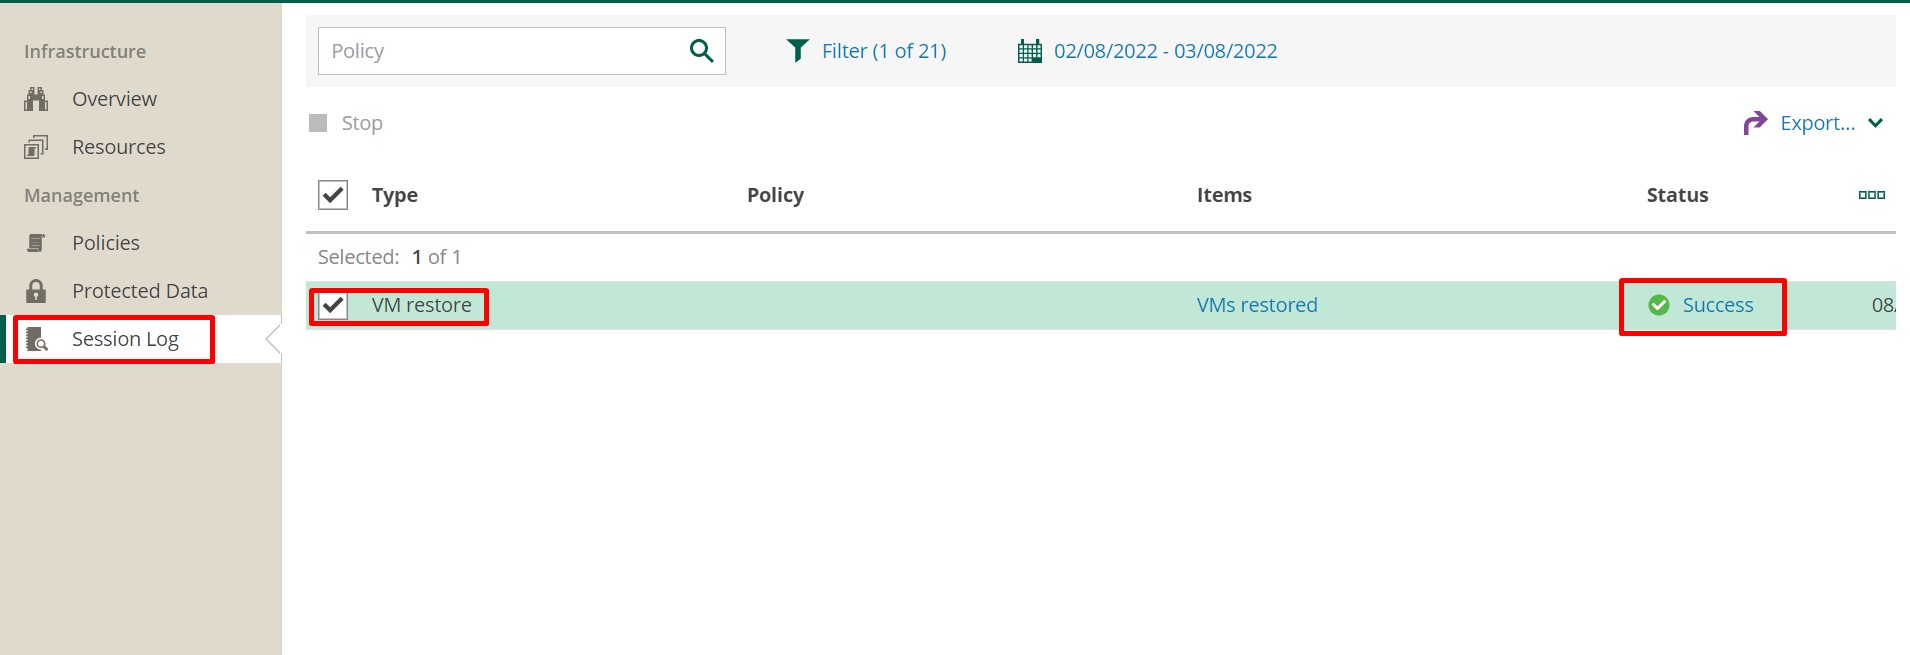 Infrastructure
Overview
Resources
Management
Policies
Protected Data
Session Log
Policy
Filter (1 of 21)
02/08/2022 - 03/08/2022
Stop
Export...
Type Policy Items Status
Selected: 1 of 1
VM restore VMs restored Success 08/